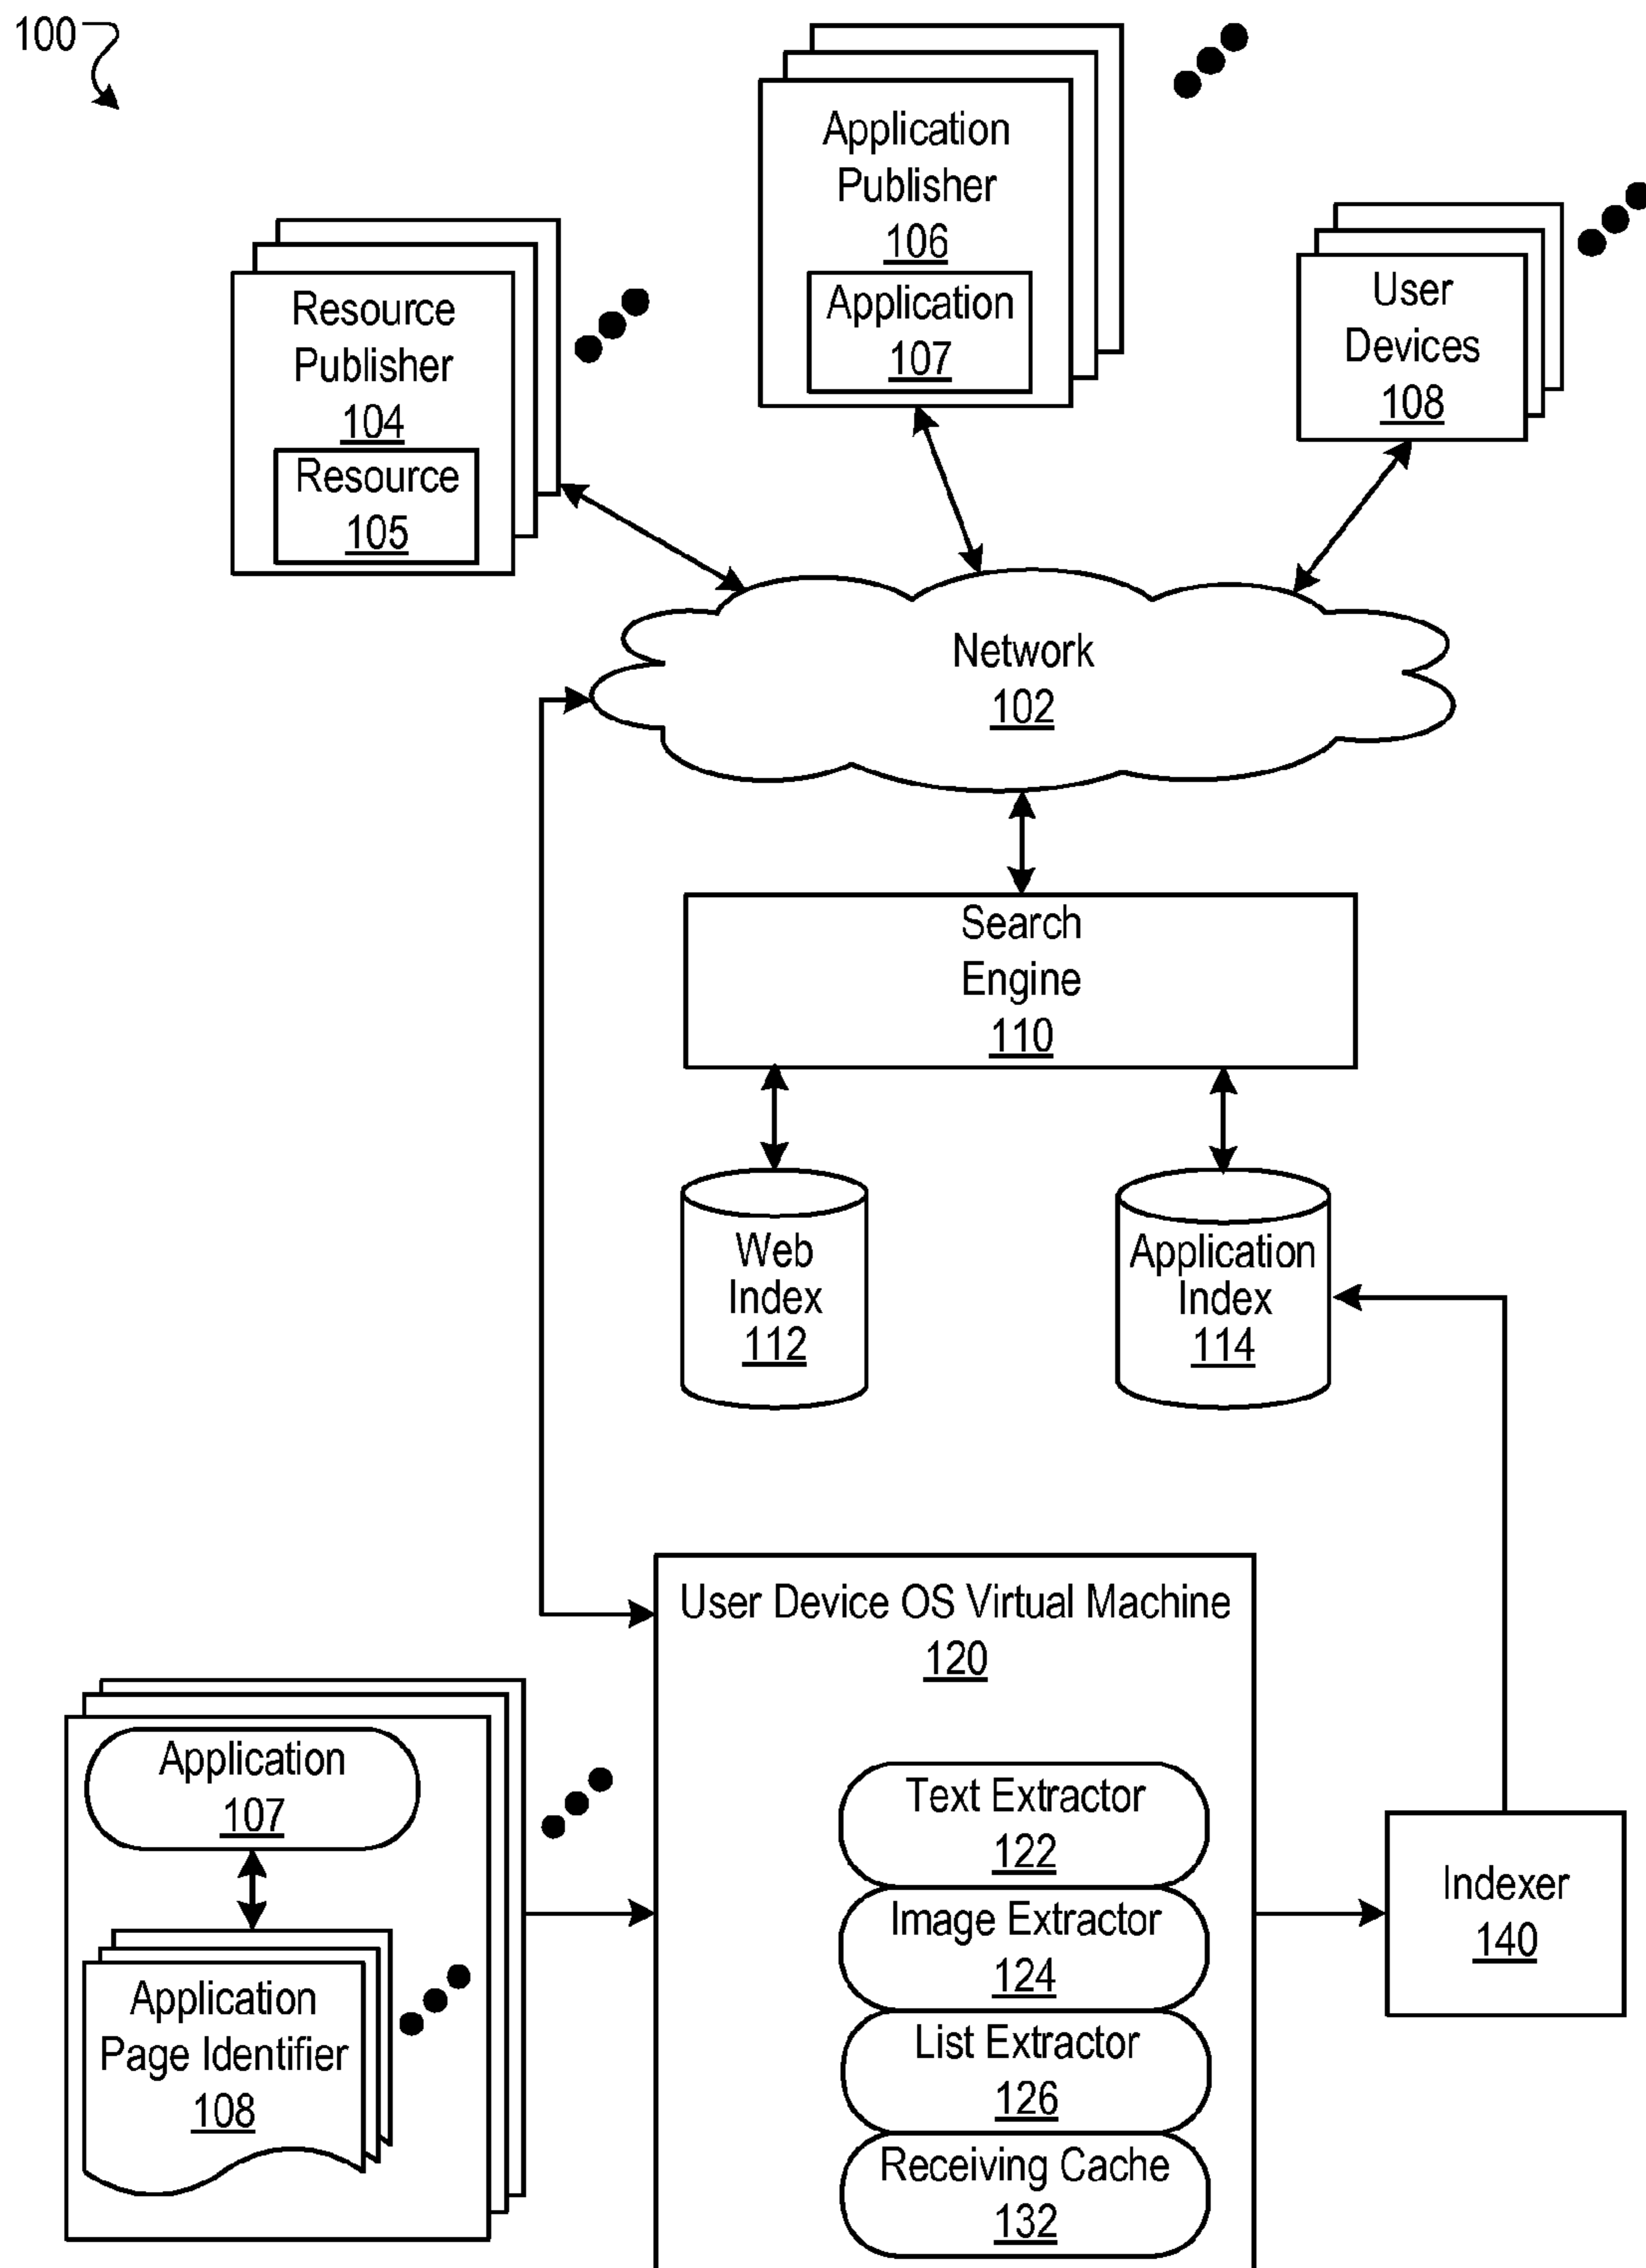 100
Application
Publisher
106
Application
107
Resource
Publisher
104
Resource
105
User
Devices
108
Network
102
Search
Engine
110
Web
Index
112
Application
Index
114
User Device OS Virtual Machine
120
Text Extractor
122
Image Extractor
124
List Extractor
126
Receiving Cache
132
Application
107
Application
Page Identifier
108
Indexer
140